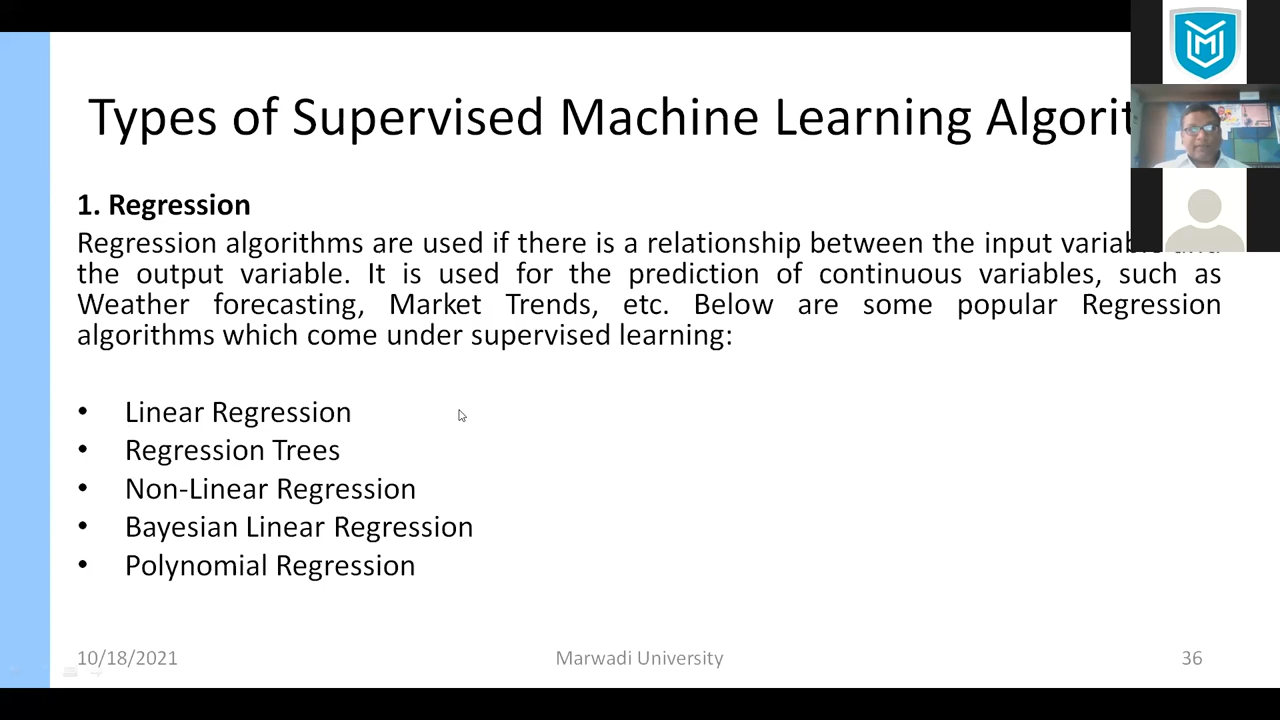 Types of Supervised Machine Learning
1. Regression
Regression algorithms are used if there is a relationship between the input
the output variable. It is used for the prediction of continuous variables, such as
Weather forecasting, Market Trends, etc. Below are some popular Regression
algorithms which come under supervised learning:
• Linear Regression
• Regression Trees
• Non-Linear Regression
• Bayesian Linear Regression
• Polynomial Regression
10/18/2021
Marwadi University
36